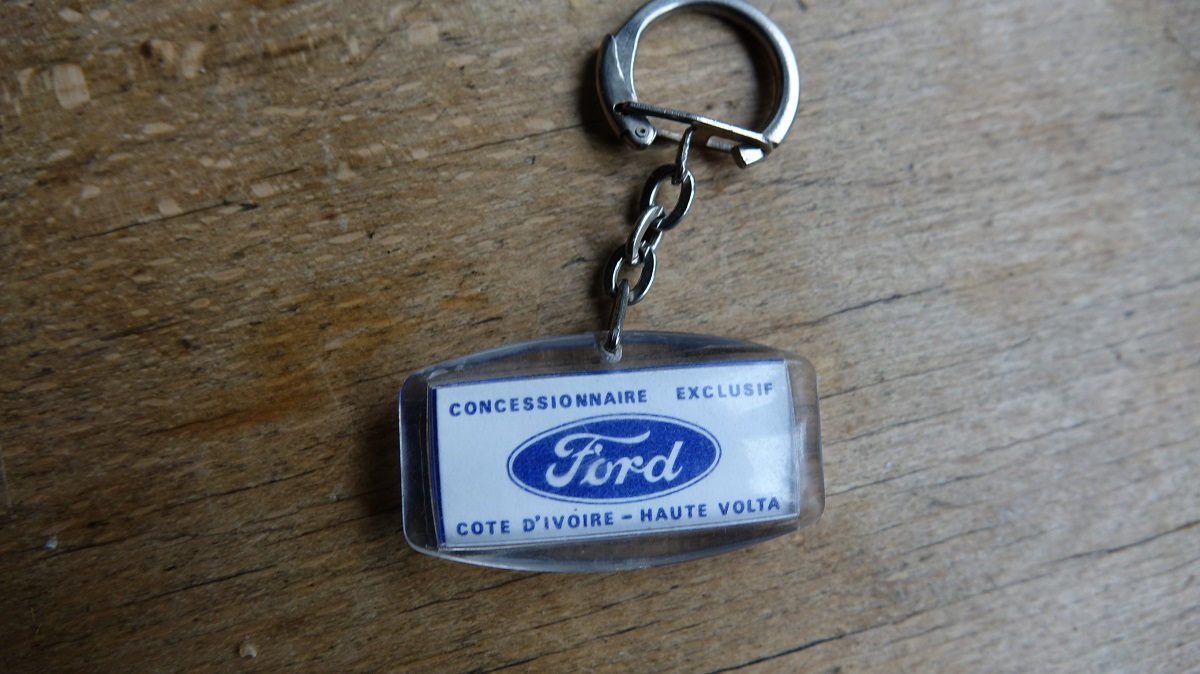 CONCESSIONNAIRE EXCLUSIF
Ford
COTE D'IVOIRE - HAUTE VOLTA